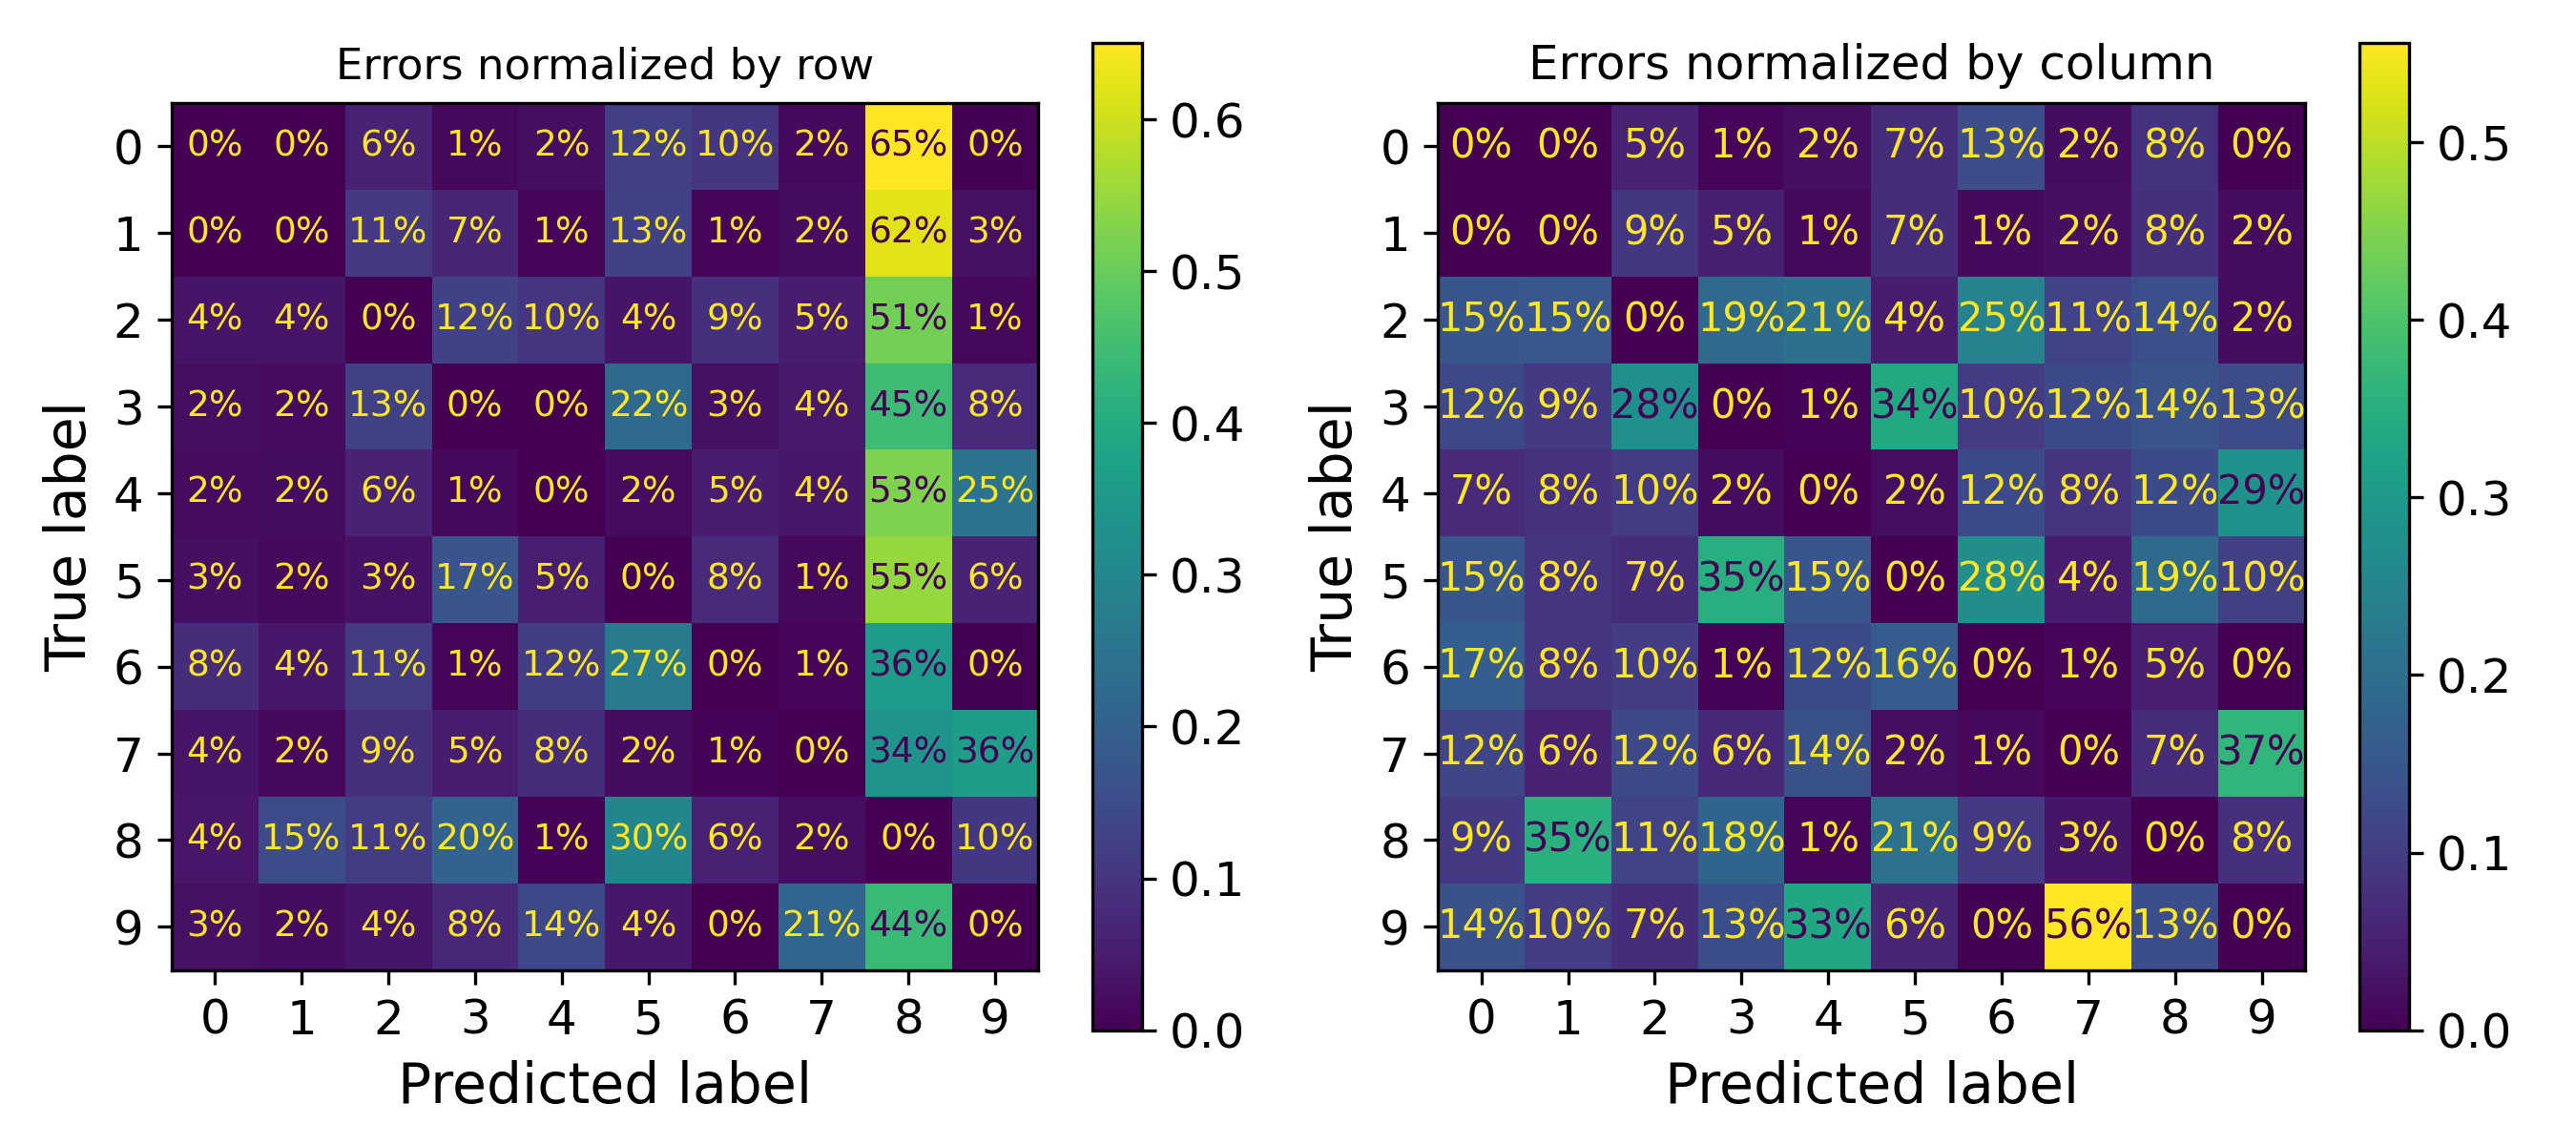 Errors normalized by row
0 0% 0% 6% 1% 2% 12% 10% 2% 65% 0%
1 0% 0% 11% 7% 1% 13% 1% 2% 62% 3%
2 4% 4% 0% 12% 10% 4% 9% 5% 51% 1%
3 2% 2% 13% 0% 0% 22% 3% 4% 45% 8%
4 2% 2% 6% 1% 0% 2% 5% 4% 53% 25%
5 3% 2% 3% 17% 5% 0% 8% 1% 55% 6%
6 8% 4% 11% 1% 12% 27% 0% 1% 36% 0%
7 4% 2% 9% 5% 8% 2% 1% 0% 34% 36%
8 4% 15% 11% 20% 1% 30% 6% 2% 0% 10%
9 3% 2% 4% 8% 14% 4% 0% 21% 44% 0%
0 1 2 3 4 5 6 7 8 9
Predicted label
True label
0.6
0.5
0.4
0.3
0.2
0.1
0.0
Errors normalized by column
0 0% 0% 5% 1% 2% 7% 13% 2% 8% 0%
1 0% 0% 9% 5% 1% 7% 1% 2% 8% 2%
2 15% 15% 0% 19% 21% 4% 25% 11% 14% 2%
3 12% 9% 28% 0% 1% 34% 10% 12% 14% 13%
4 7% 8% 10% 2% 0% 2% 12% 8% 12% 29%
5 15% 8% 7% 35% 15% 0% 28% 4% 19% 10%
6 17% 8% 10% 1% 12% 16% 0% 1% 5% 0%
7 12% 6% 12% 6% 14% 2% 1% 0% 7% 37%
8 9% 35% 11% 18% 1% 21% 9% 3% 0% 8%
9 14% 10% 7% 13% 33% 6% 0% 56% 13% 0%
0 1 2 3 4 5 6 7 8 9
Predicted label
True label
0.5
0.4
0.3
0.2
0.1
0.0